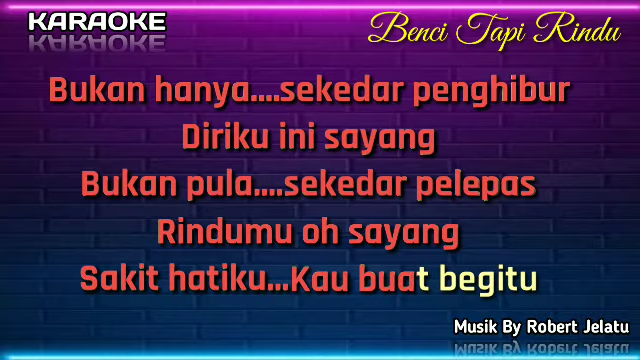 KARAOKE
Benci Tapi Rindu
Bukan hanya....sekedar penghibur
Diriku ini sayang
Bukan pula....sekedar pelepas
Rindumu oh sayang
Sakit hatiku...Kau buat begitu
Musik By Robert Jelatu